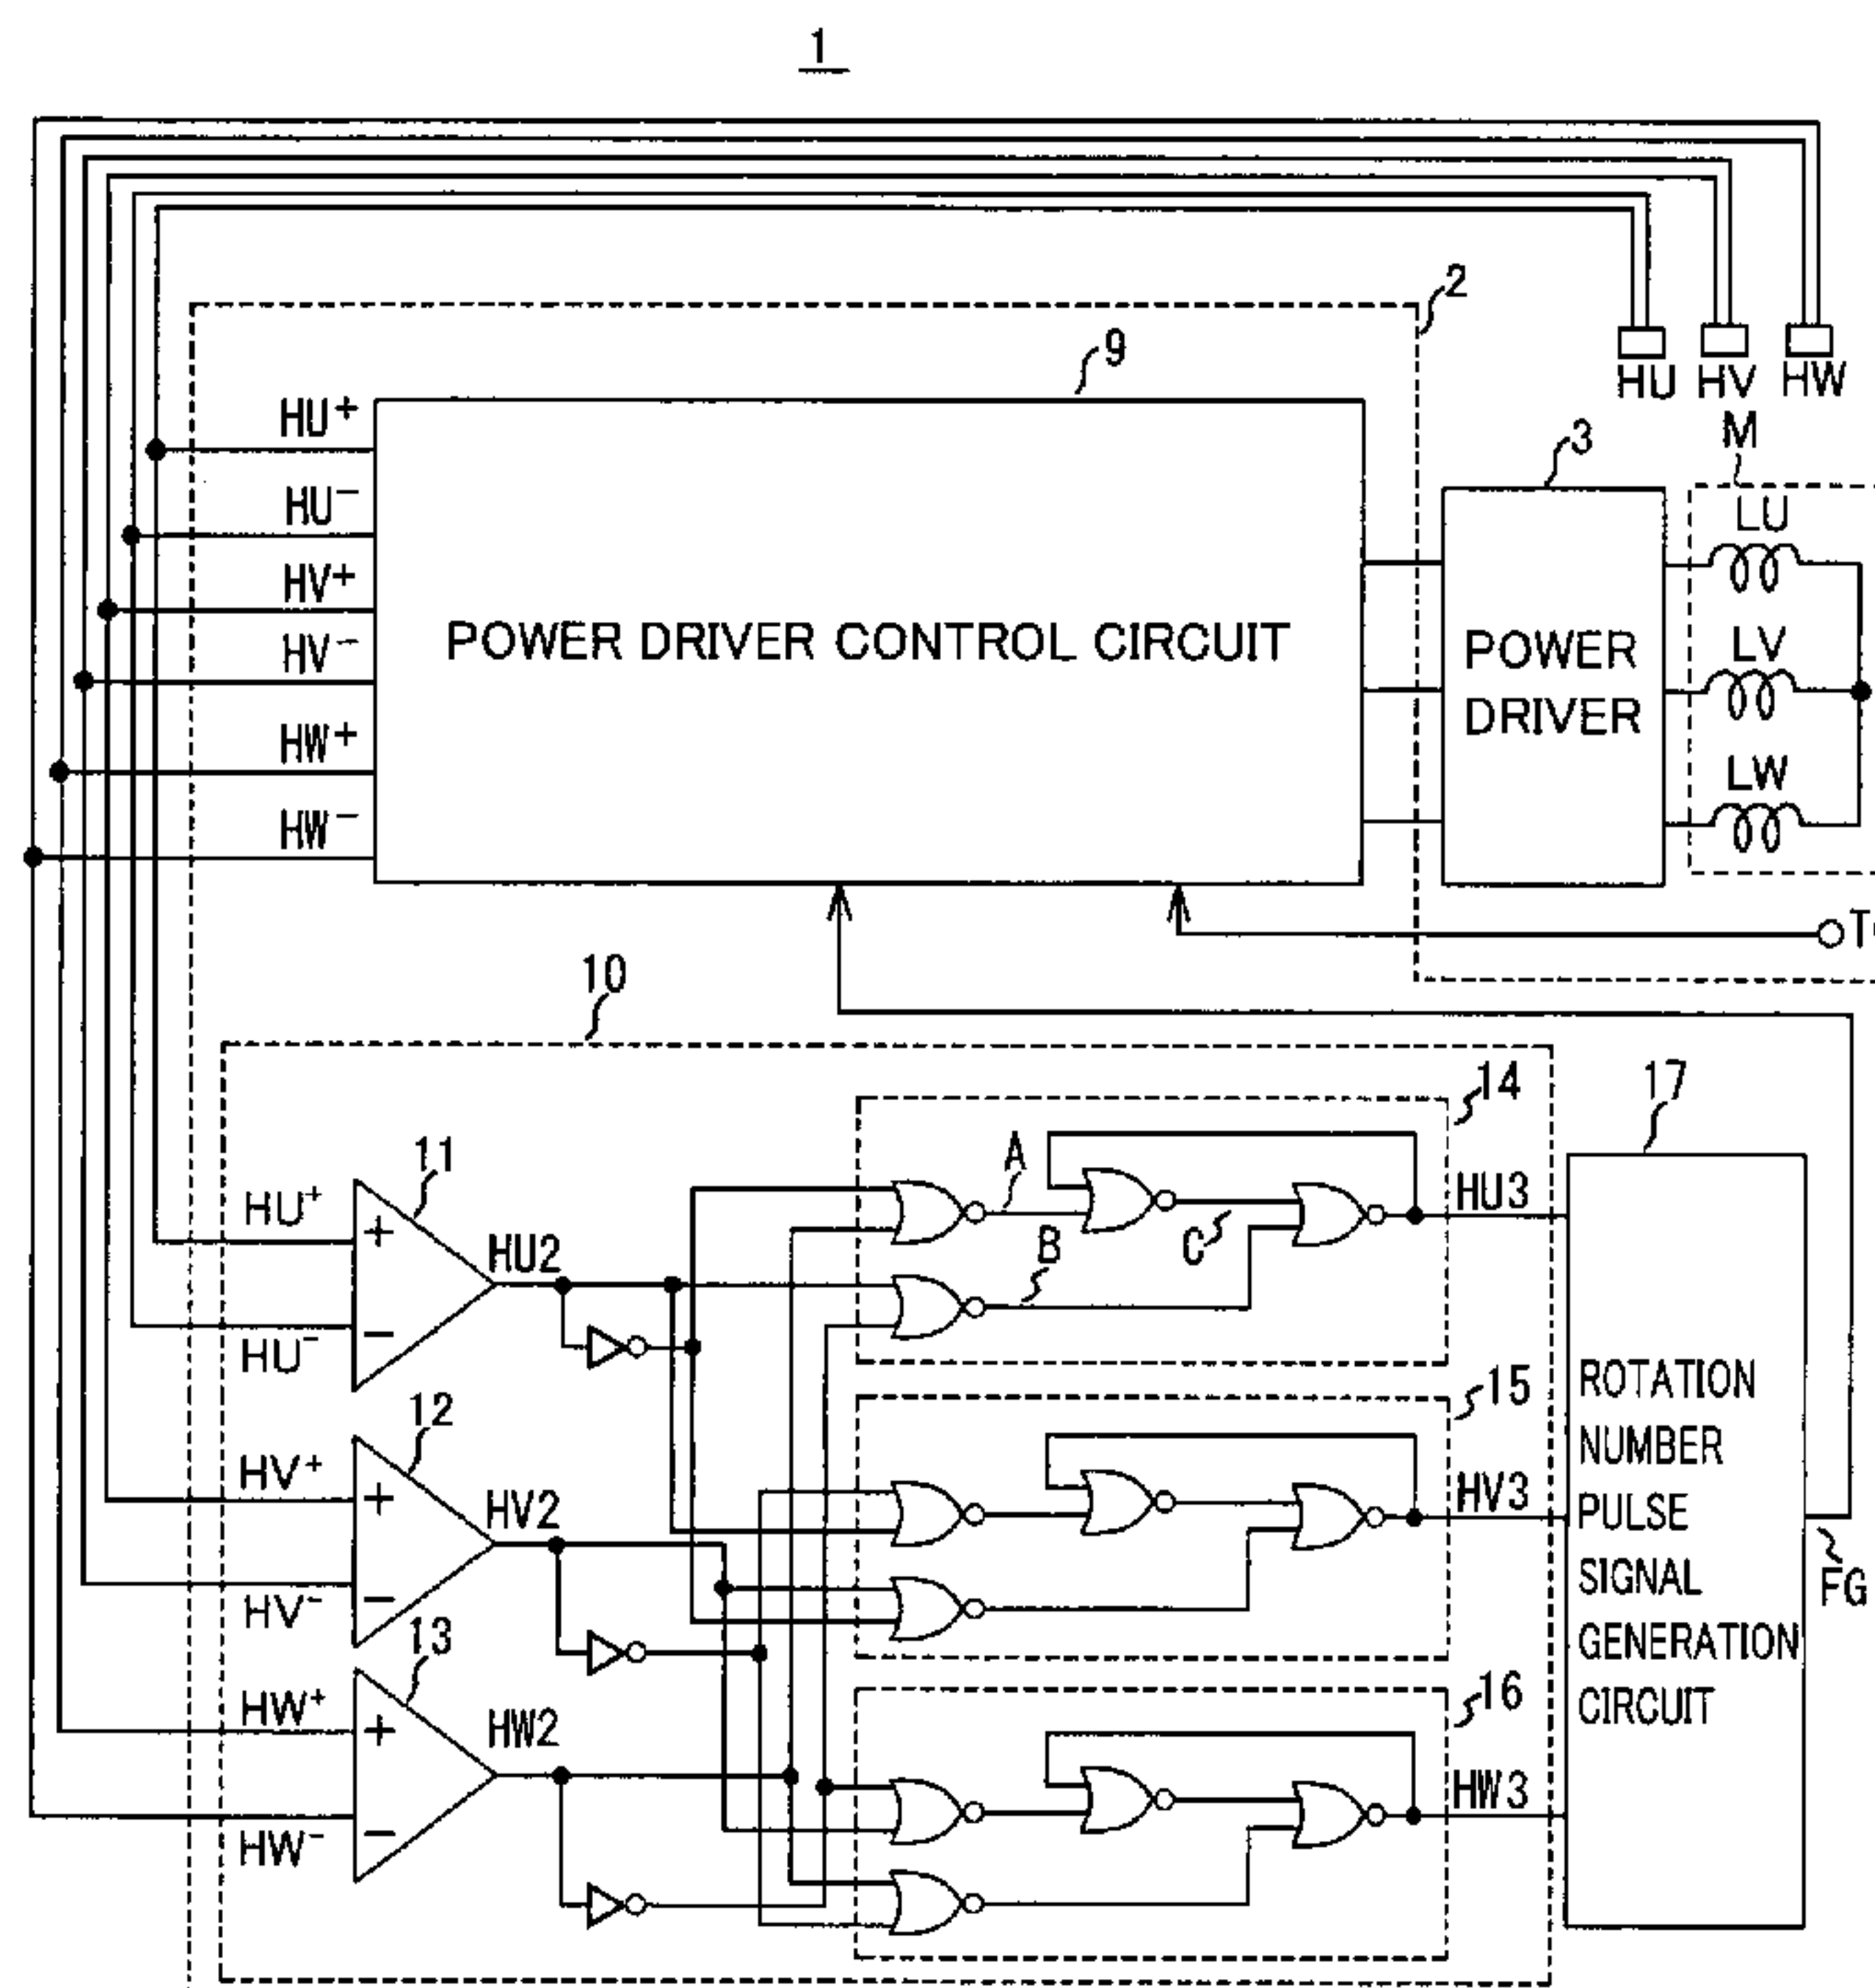 1
2
9
HU HV HW
M
3
HU+
HU−
HV+
HV−
HW+
HW−
POWER DRIVER CONTROL CIRCUIT
POWER
DRIVER
LU
LV
LW
10
14
17
11
HU+
HU−
HU2
A
B
C
HU3
12
15
HV+
HV−
HV2
HV3
13
16
HW+
HW−
HW2
HW3
ROTATION
NUMBER
PULSE
SIGNAL
GENERATION
CIRCUIT
FG